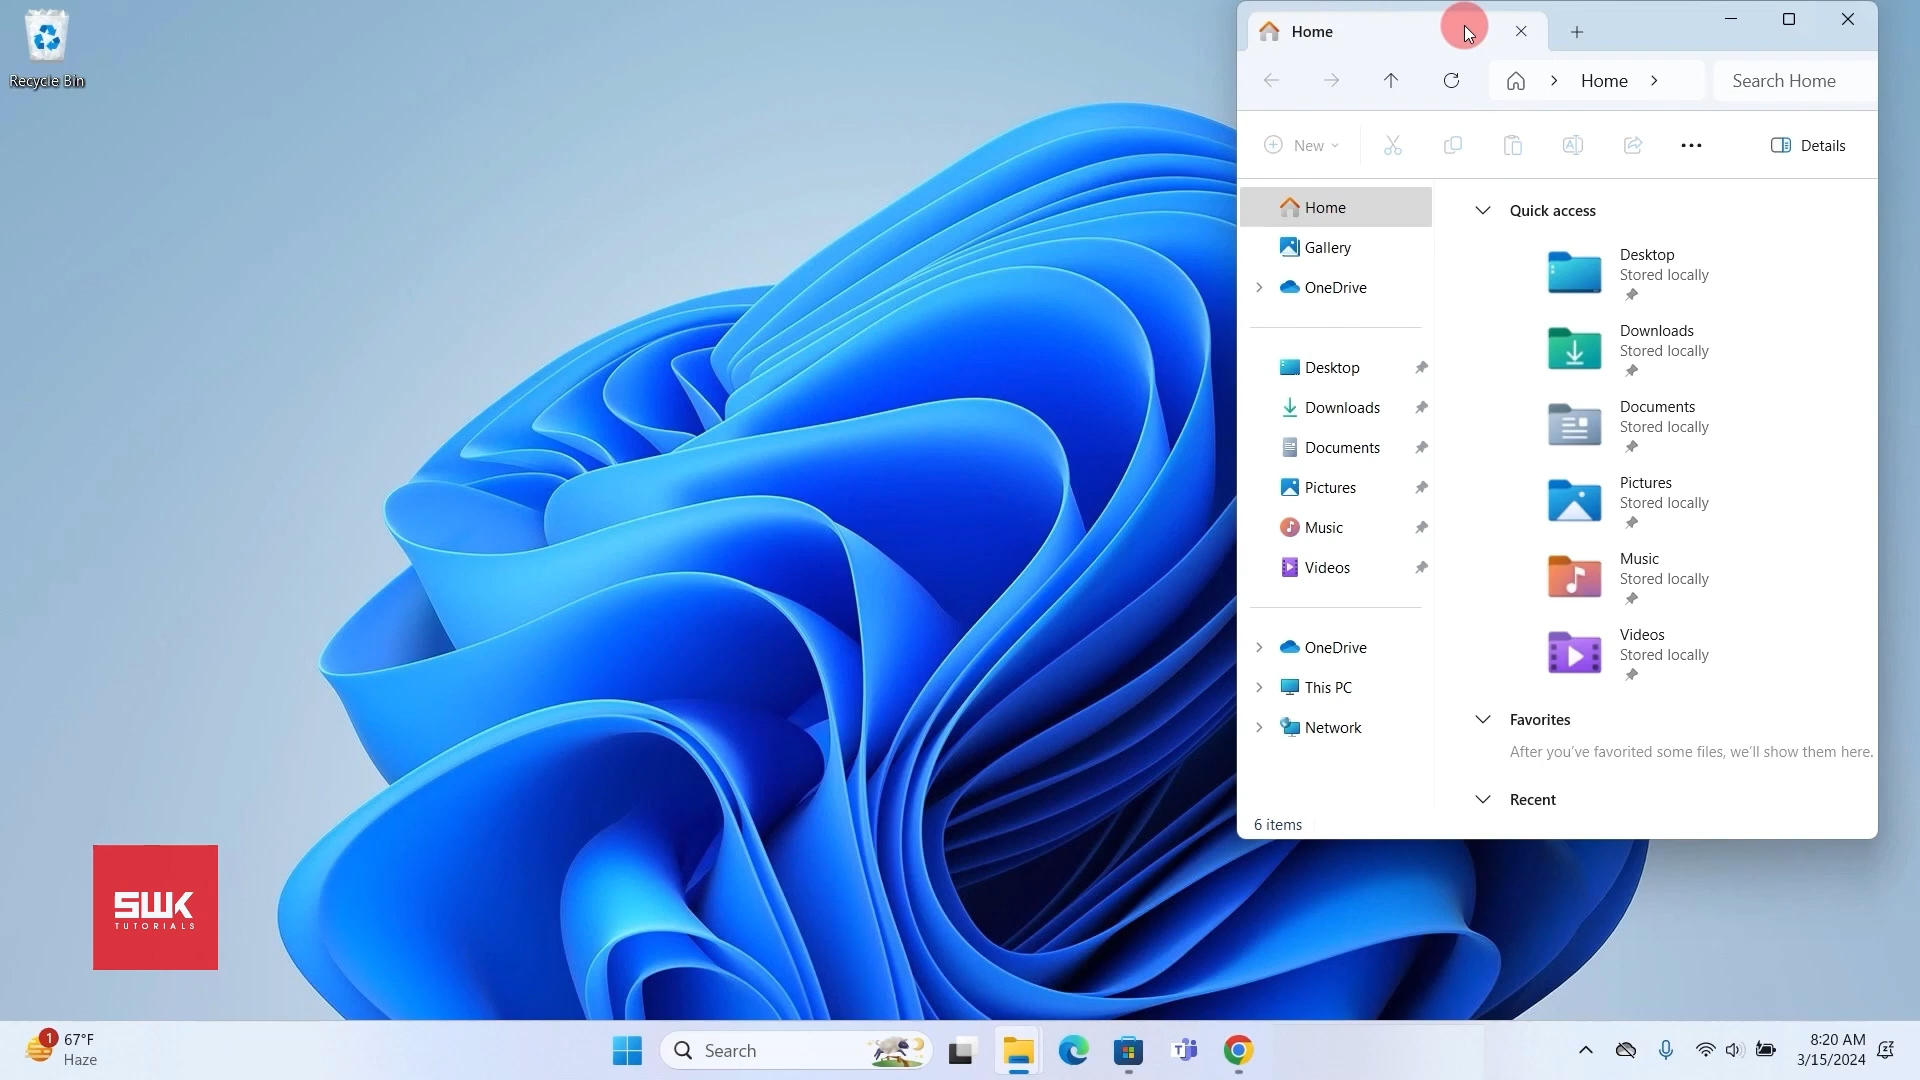 Recycle Bin
Home
Home
Search Home
New
Details
Home
Gallery
OneDrive
Desktop
Downloads
Documents
Pictures
Music
Videos
OneDrive
This PC
Network
6 items
Quick access
Desktop
Stored locally
Downloads
Stored locally
Documents
Stored locally
Pictures
Stored locally
Music
Stored locally
Videos
Stored locally
Favorites
After you've favorited some files, we'll show them here.
Recent
SWK
TUTORIALS
1
67°F
Haze
Search
8:20 AM
3/15/2024